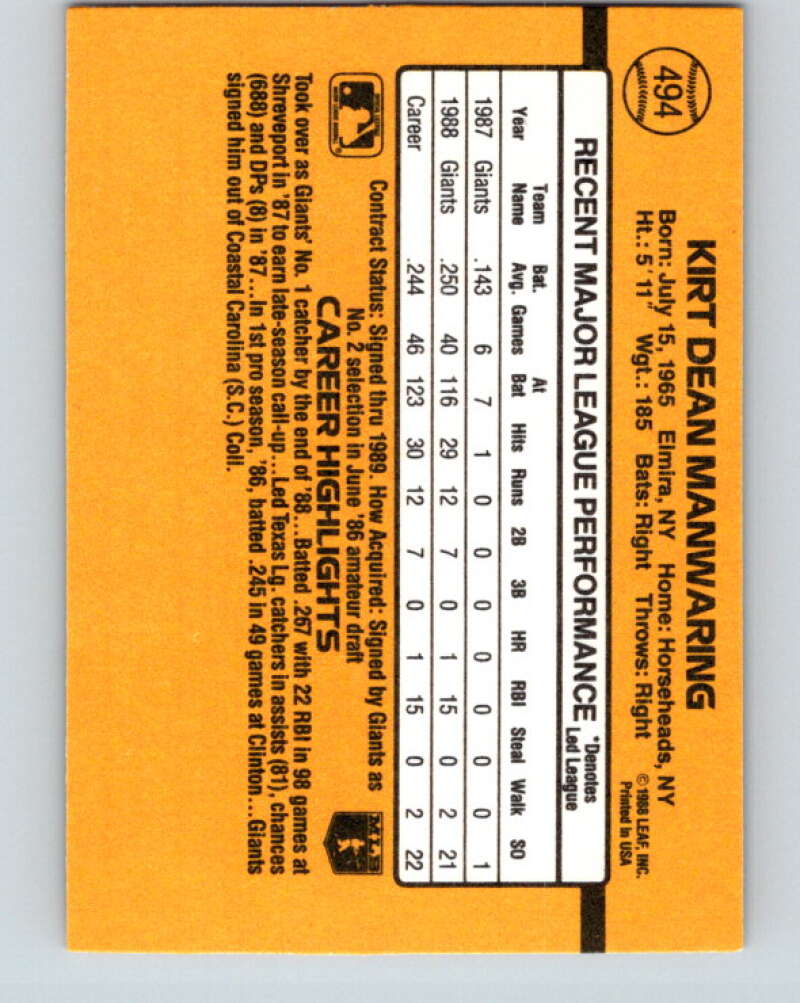 494
KIRT DEAN MANWARING
Born: July 15, 1965 Elmira, NY Home: Horseheads, NY
Ht.: 5' 11" Wgt.: 185 Bats: Right Throws: Right
© 1988 LEAF, INC.
Printed In USA
RECENT MAJOR LEAGUE PERFORMANCE *Denotes Led League
Year Team Name Bat. Avg. Games At Bat Hits Runs 2B 3B HR RBI Steal Walk SO
1987 Giants .143 6 7 1 0 0 0 0 0 0 0 1
1988 Giants .250 40 116 29 12 7 0 1 15 0 2 21
Career .244 46 123 30 12 7 0 1 15 0 2 22
Contract Status: Signed thru 1989. How Acquired: Signed by Giants as
No. 2 selection in June '86 amateur draft
MLB
CAREER HIGHLIGHTS
Took over as Giants' No. 1 catcher by the end of '88...Batted .267 with 22 RBI in 98 games at
Shreveport in '87 to earn late-season call-up...Led Texas Lg. catchers in assists (81), chances
(688) and DPs (8) in '87...In 1st pro season, '86, batted .245 in 49 games at Clinton...Giants
signed him out of Coastal Carolina (S.C.) Coll.